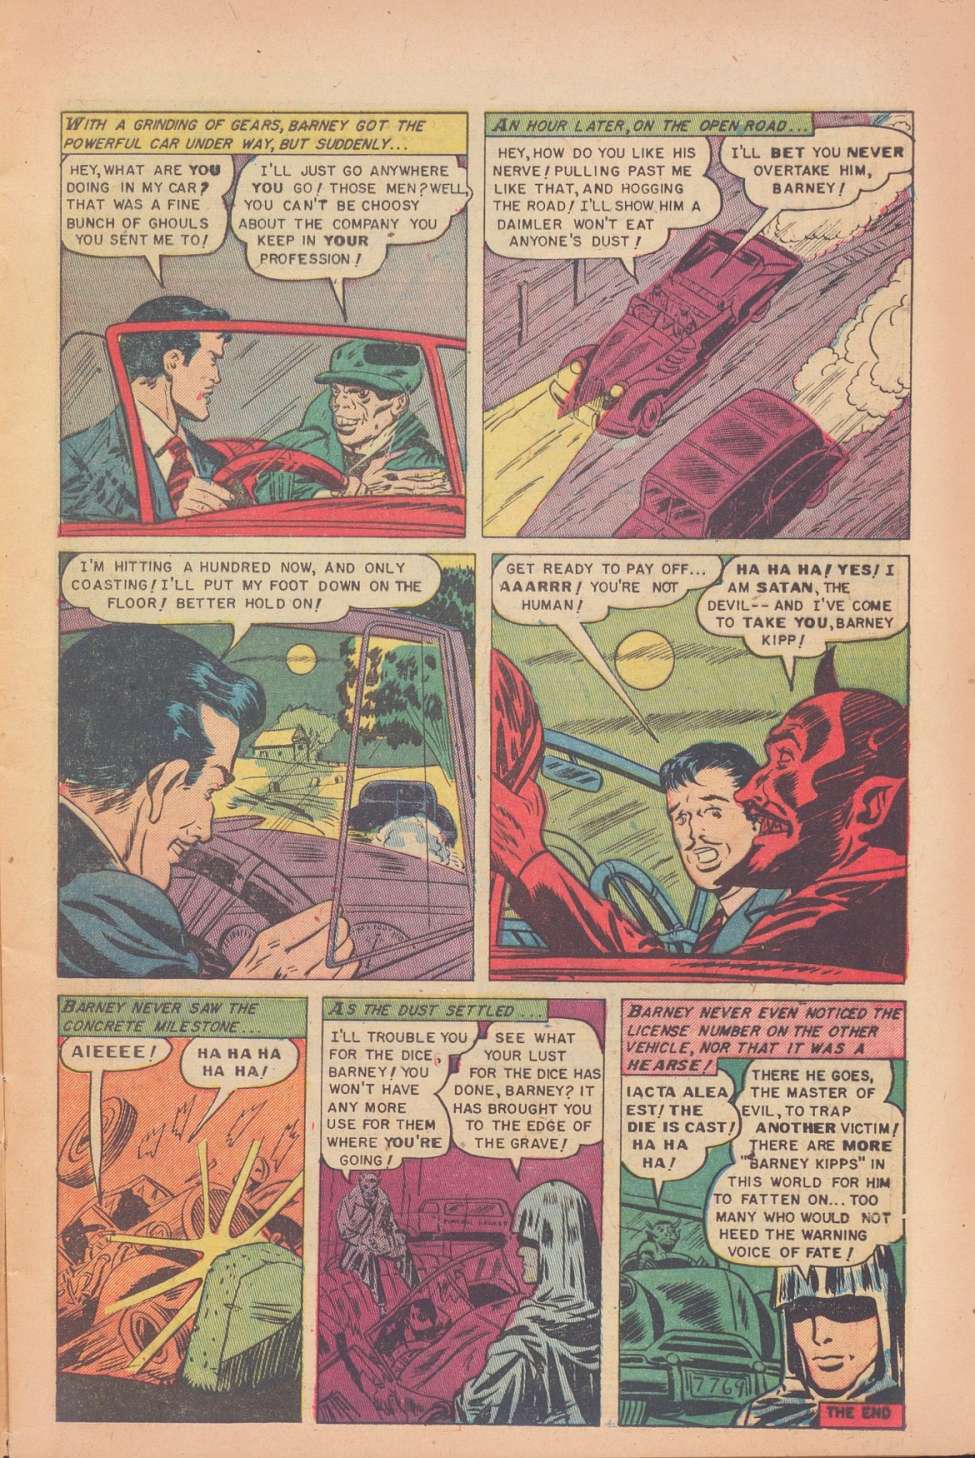 WITH A GRINDING OF GEARS, BARNEY GOT THE
POWERFUL CAR UNDER WAY, BUT SUDDENLY...
HEY, WHAT ARE YOU
DOING IN MY CAR?
THAT WAS A FINE
BUNCH OF GHOULS
YOU SENT ME TO!
I'LL JUST GO ANYWHERE
YOU GO! THOSE MEN? WELL,
YOU CAN'T BE CHOOSY
ABOUT THE COMPANY YOU
KEEP IN YOUR
PROFESSION!
AN HOUR LATER, ON THE OPEN ROAD...
HEY, HOW DO YOU LIKE HIS
NERVE! PULLING PAST ME
LIKE THAT, AND HOGGING
THE ROAD! I'LL SHOW HIM A
DAIMLER WON'T EAT
ANYONE'S DUST!
I'LL BET YOU NEVER
OVERTAKE HIM,
BARNEY!
I'M HITTING A HUNDRED NOW, AND ONLY
COASTING! I'LL PUT MY FOOT DOWN ON THE
FLOOR! BETTER HOLD ON!
GET READY TO PAY OFF...
AAARRR! YOU'RE NOT
HUMAN!
HA HA HA! YES! I
AM SATAN, THE
DEVIL-- AND I'VE COME
TO TAKE YOU, BARNEY
KIPP!
BARNEY NEVER SAW THE
CONCRETE MILESTONE...
AIEEEE!
HA HA HA
HA HA!
AS THE DUST SETTLED...
I'LL TROUBLE YOU
FOR THE DICE,
BARNEY! YOU
WON'T HAVE
ANY MORE
USE FOR THEM
WHERE YOU'RE
GOING!
SEE WHAT
YOUR LUST
FOR THE DICE HAS
DONE, BARNEY? IT
HAS BROUGHT YOU
TO THE EDGE OF
THE GRAVE!
BARNEY NEVER EVEN NOTICED THE
LICENSE NUMBER ON THE OTHER
VEHICLE, NOR THAT IT WAS A
HEARSE!
IACTA ALEA
EST! THE
DIE IS CAST!
HA HA
HA!
THERE HE GOES,
THE MASTER OF
EVIL, TO TRAP
ANOTHER VICTIM!
THERE ARE MORE
"BARNEY KIPPS" IN
THIS WORLD FOR HIM
TO FATTEN ON... TOO
MANY WHO WOULD NOT
HEED THE WARNING
VOICE OF FATE!
7769
THE END